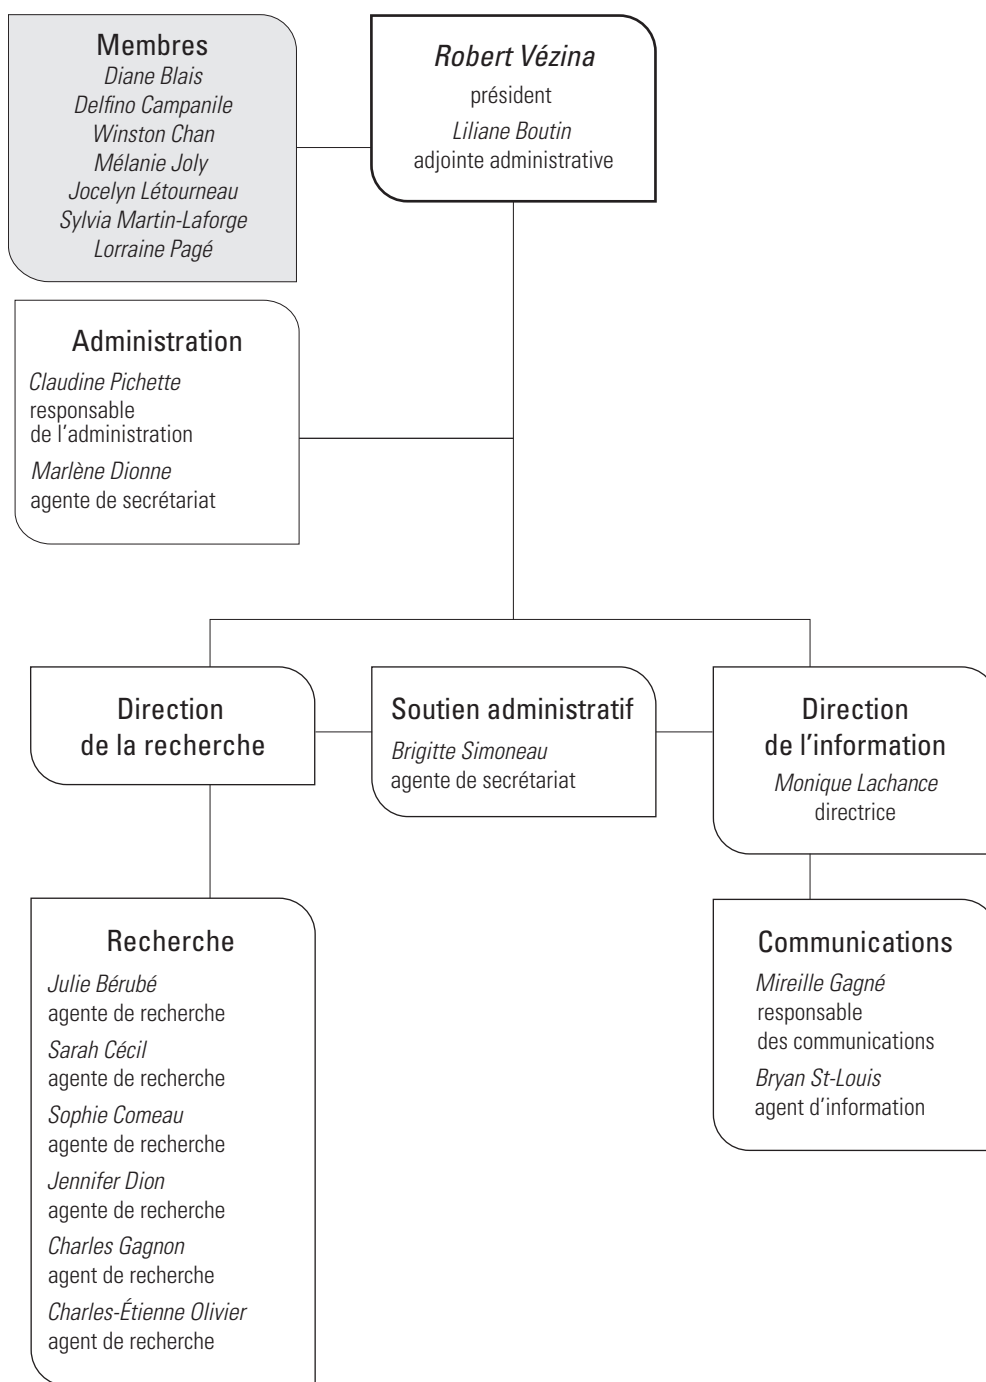 Membres
Diane Blais
Delfino Campanile
Winston Chan
Mélanie Joly
Jocelyn Létourneau
Sylvia Martin-Laforge
Lorraine Pagé
Robert Vézina
président
Liliane Boutin
adjointe administrative
Administration
Claudine Pichette
responsable
de l’administration
Marlène Dionne
agente de secrétariat
Direction
de la recherche
Soutien administratif
Brigitte Simoneau
agente de secrétariat
Direction
de l’information
Monique Lachance
directrice
Recherche
Julie Bérubé
agente de recherche
Sarah Cécil
agente de recherche
Sophie Comeau
agente de recherche
Jennifer Dion
agente de recherche
Charles Gagnon
agent de recherche
Charles-Étienne Olivier
agent de recherche
Communications
Mireille Gagné
responsable
des communications
Bryan St-Louis
agent d’information